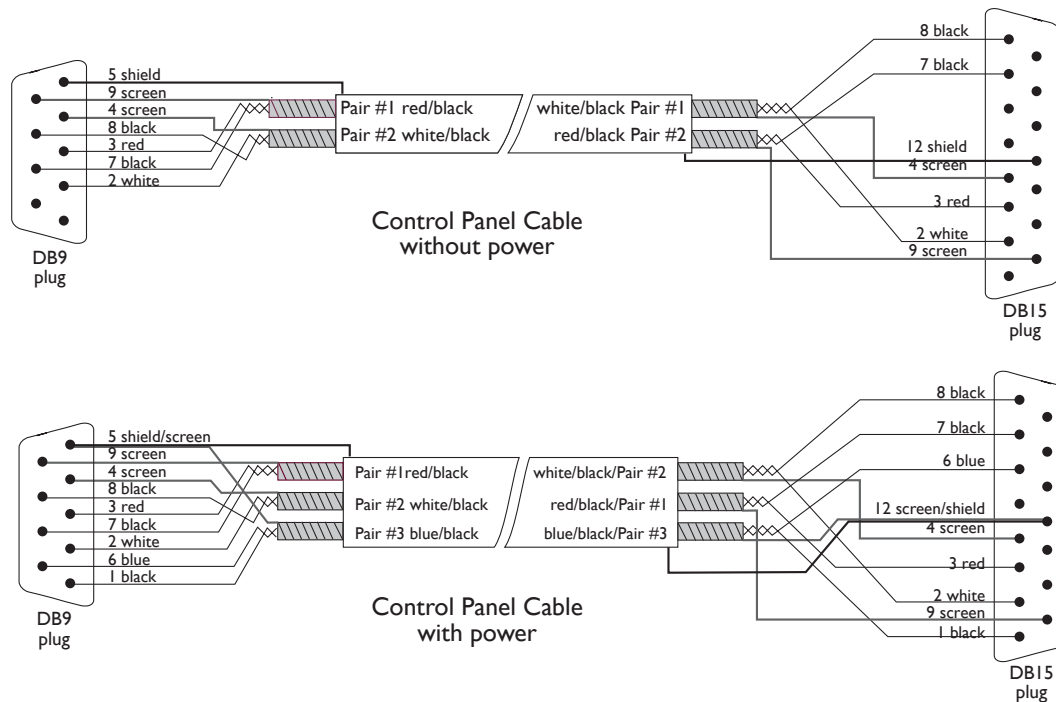 8 black
7 black
5 shield
9 screen
4 screen
8 black
3 red
7 black
2 white
Pair #1 red/black
Pair #2 white/black
white/black Pair #1
red/black Pair #2
12 shield
4 screen
3 red
2 white
9 screen
Control Panel Cable
without power
DB9
plug
DB15
plug
8 black
7 black
6 blue
5 shield/screen
9 screen
4 screen
8 black
3 red
7 black
2 white
6 blue
1 black
Pair #1red/black
Pair #2 white/black
Pair #3 blue/black
white/black/Pair #2
red/black/Pair #1
blue/black/Pair #3
12 screen/shield
4 screen
3 red
2 white
9 screen
1 black
Control Panel Cable
with power
DB9
plug
DB15
plug